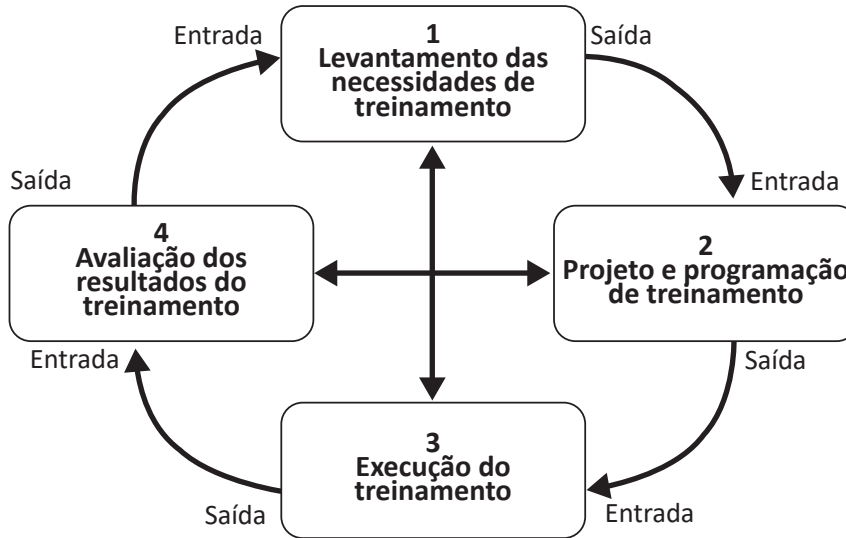 Entrada
1
Levantamento das
necessidades de
treinamento
Saída
Saída
4
Avaliação dos
resultados do
treinamento
Entrada
Entrada
2
Projeto e programação
de treinamento
Saída
3
Execução do
treinamento
Saída
Entrada